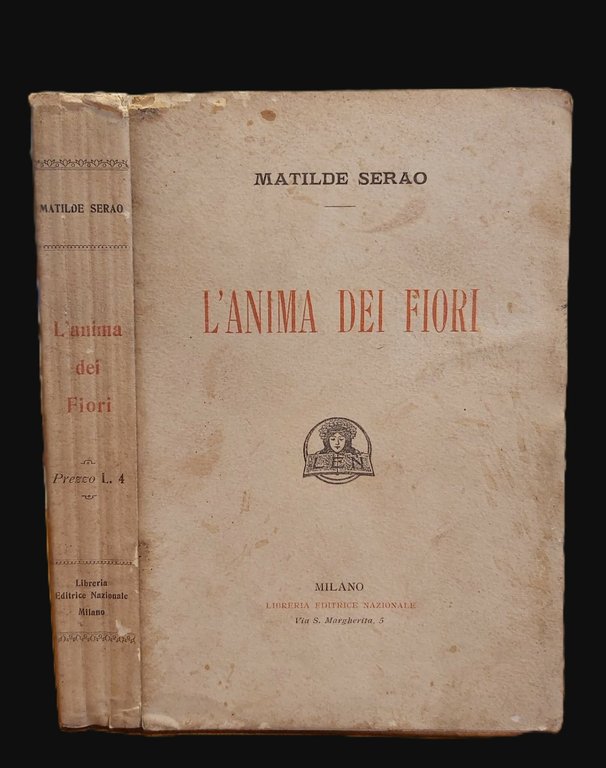 MATILDE SERAO
L'anima
dei
Fiori
Prezzo L. 4
Libreria
Editrice Nazionale
Milano
MATILDE SERAO
L'ANIMA DEI FIORI
LEN
MILANO
LIBRERIA EDITRICE NAZIONALE
Via S. Margherita, 5